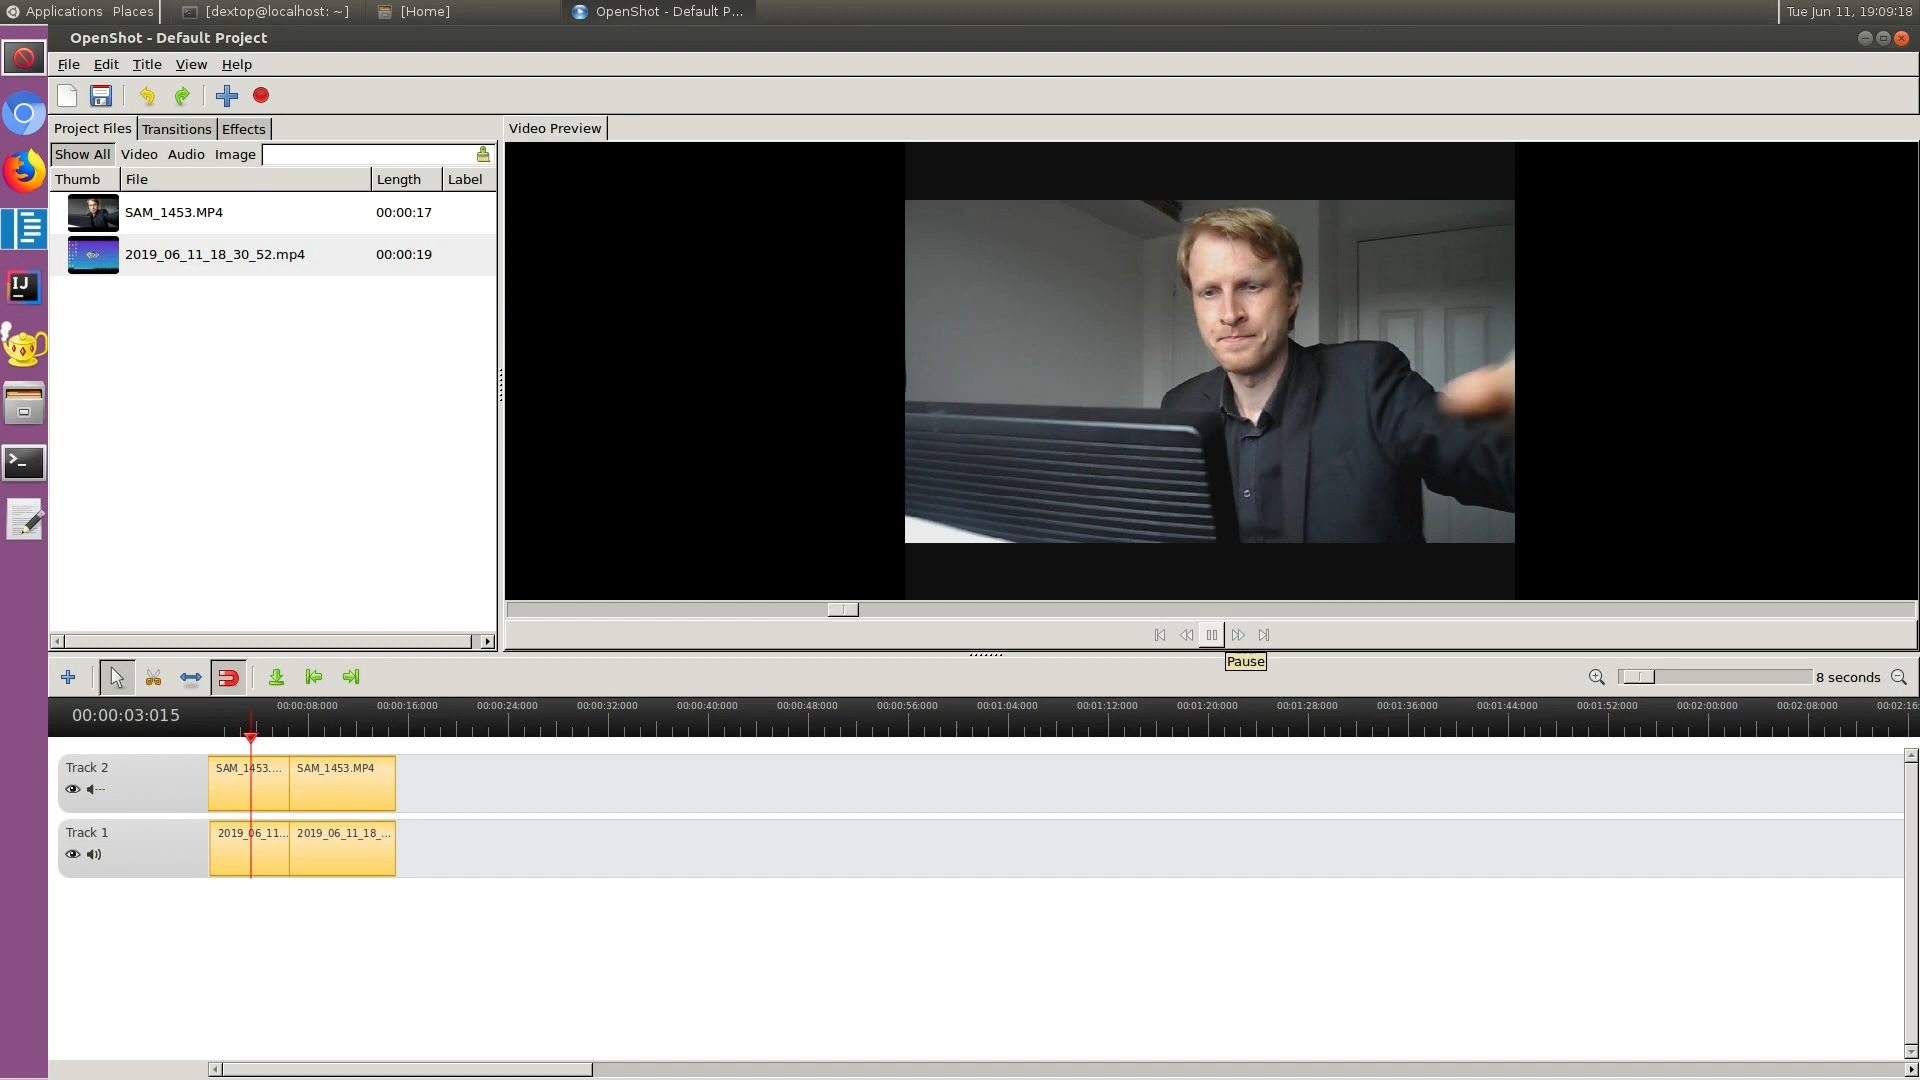 Applications Places [dextop@localhost: ~] [Home] OpenShot - Default P... Tue Jun 11, 19:09:18
OpenShot - Default Project
File Edit Title View Help
Project Files Transitions Effects Video Preview
Show All Video Audio Image
Thumb File Length Label
SAM_1453.MP4 00:00:17
2019_06_11_18_30_52.mp4 00:00:19
IJ
Pause
8 seconds
00:00:03:015 00:00:08:000 00:00:16:000 00:00:24:000 00:00:32:000 00:00:40:000 00:00:48:000 00:00:56:000 00:01:04:000 00:01:12:000 00:01:20:000 00:01:28:000 00:01:36:000 00:01:44:000 00:01:52:000 00:02:00:000 00:02:08:000 00:02:16:
Track 2 SAM_1453.... SAM_1453.MP4
Track 1 2019_06_11... 2019_06_11_18_...